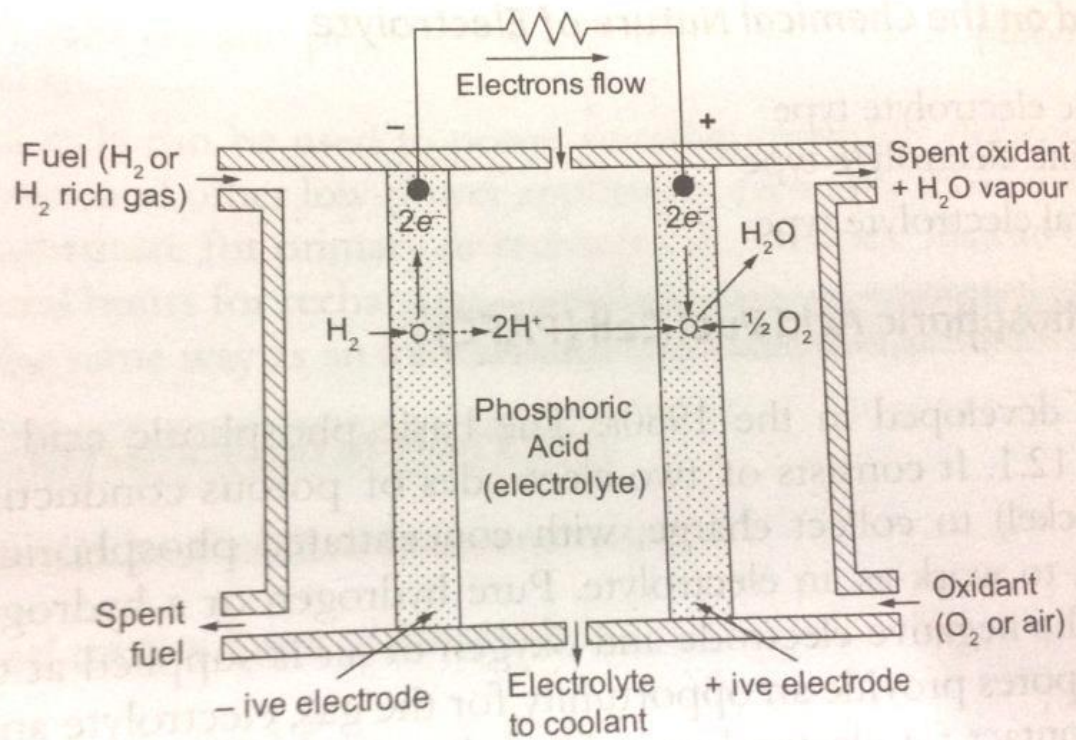 Electrons flow
–
+
Fuel (H₂ or
H₂ rich gas)
Spent oxidant
+ H₂O vapour
2e⁻
2e⁻
H₂O
H₂
2H⁺
½ O₂
Phosphoric
Acid
(electrolyte)
Spent
fuel
Oxidant
(O₂ or air)
– ive electrode
Electrolyte
to coolant
+ ive electrode